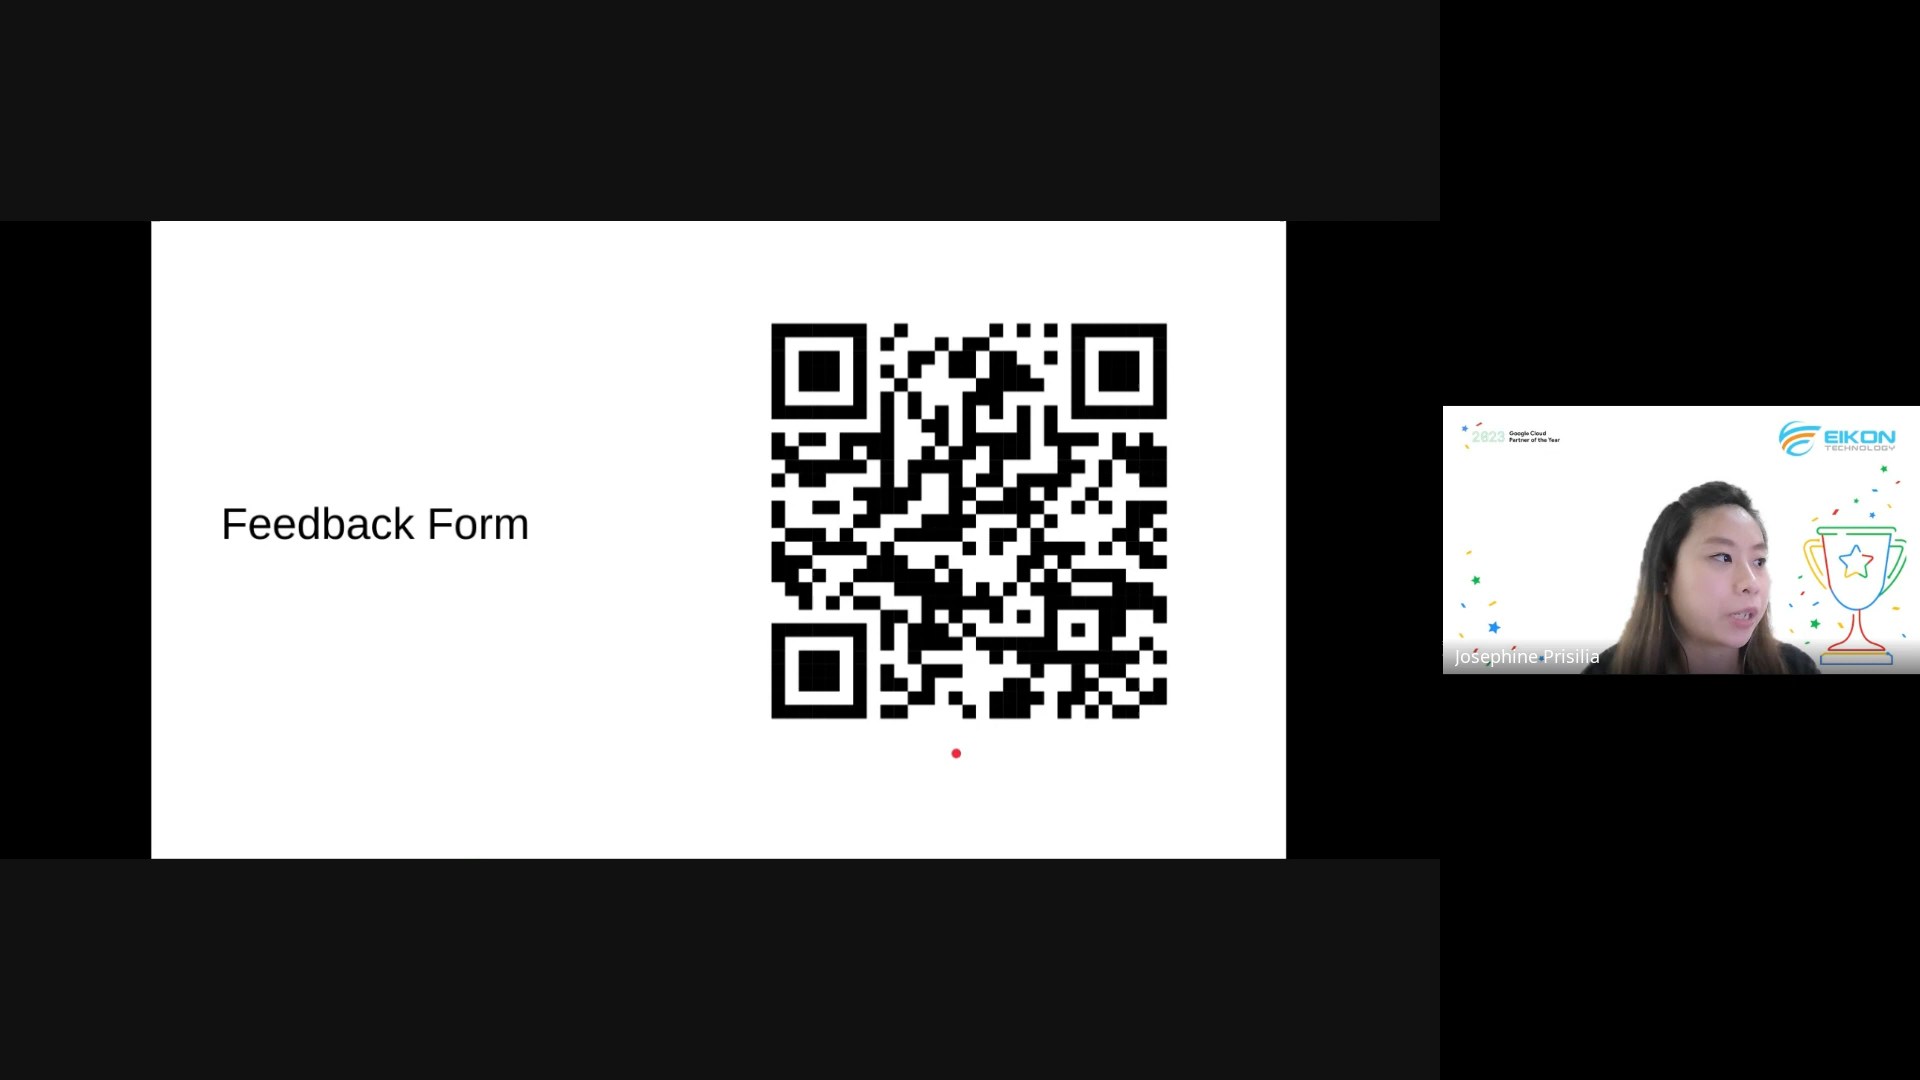 Feedback Form
2023
Google Cloud
Partner of the Year
EIKON
TECHNOLOGY
Josephine Prisilia